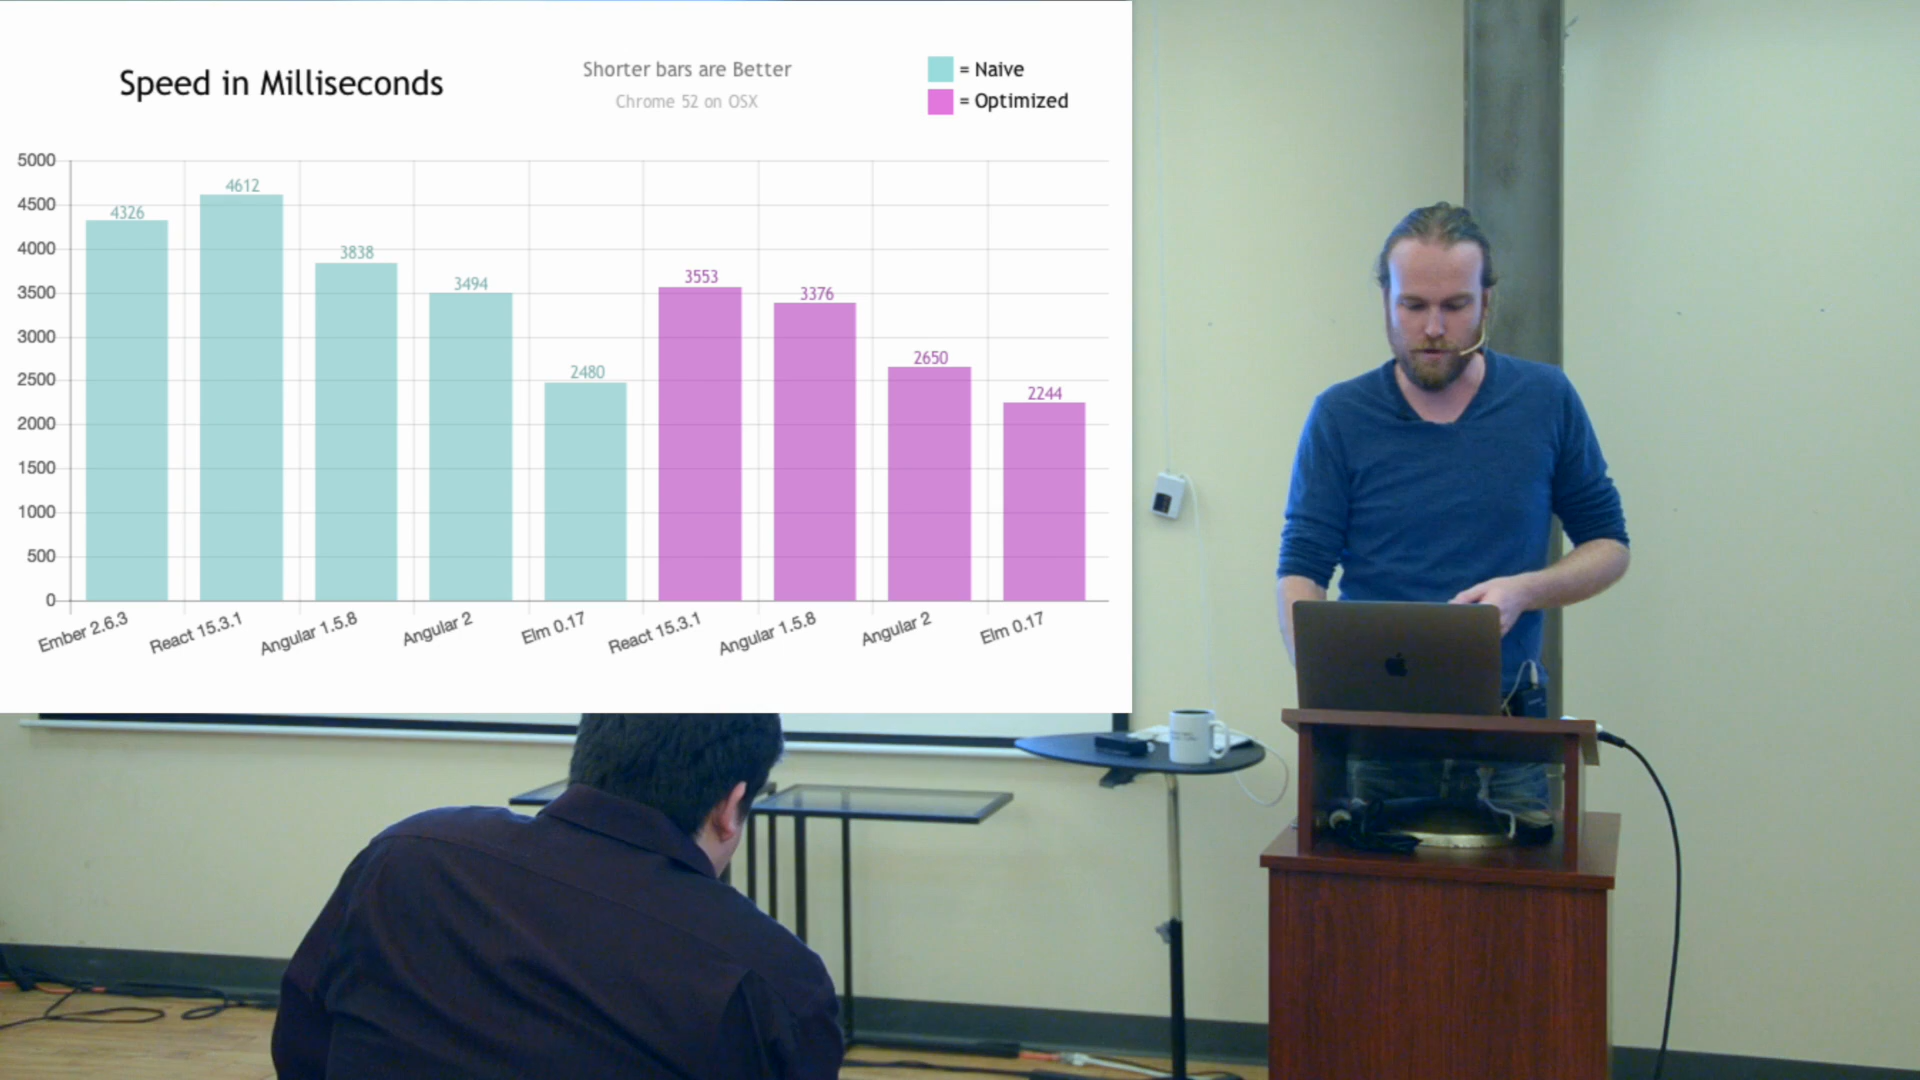 Speed in Milliseconds
Shorter bars are Better
Chrome 52 on OSX
= Naive
= Optimized
5000
4500
4000
3500
3000
2500
2000
1500
1000
500
0
4326
4612
3838
3494
2480
3553
3376
2650
2244
Ember 2.6.3
React 15.3.1
Angular 1.5.8
Angular 2
Elm 0.17
React 15.3.1
Angular 1.5.8
Angular 2
Elm 0.17